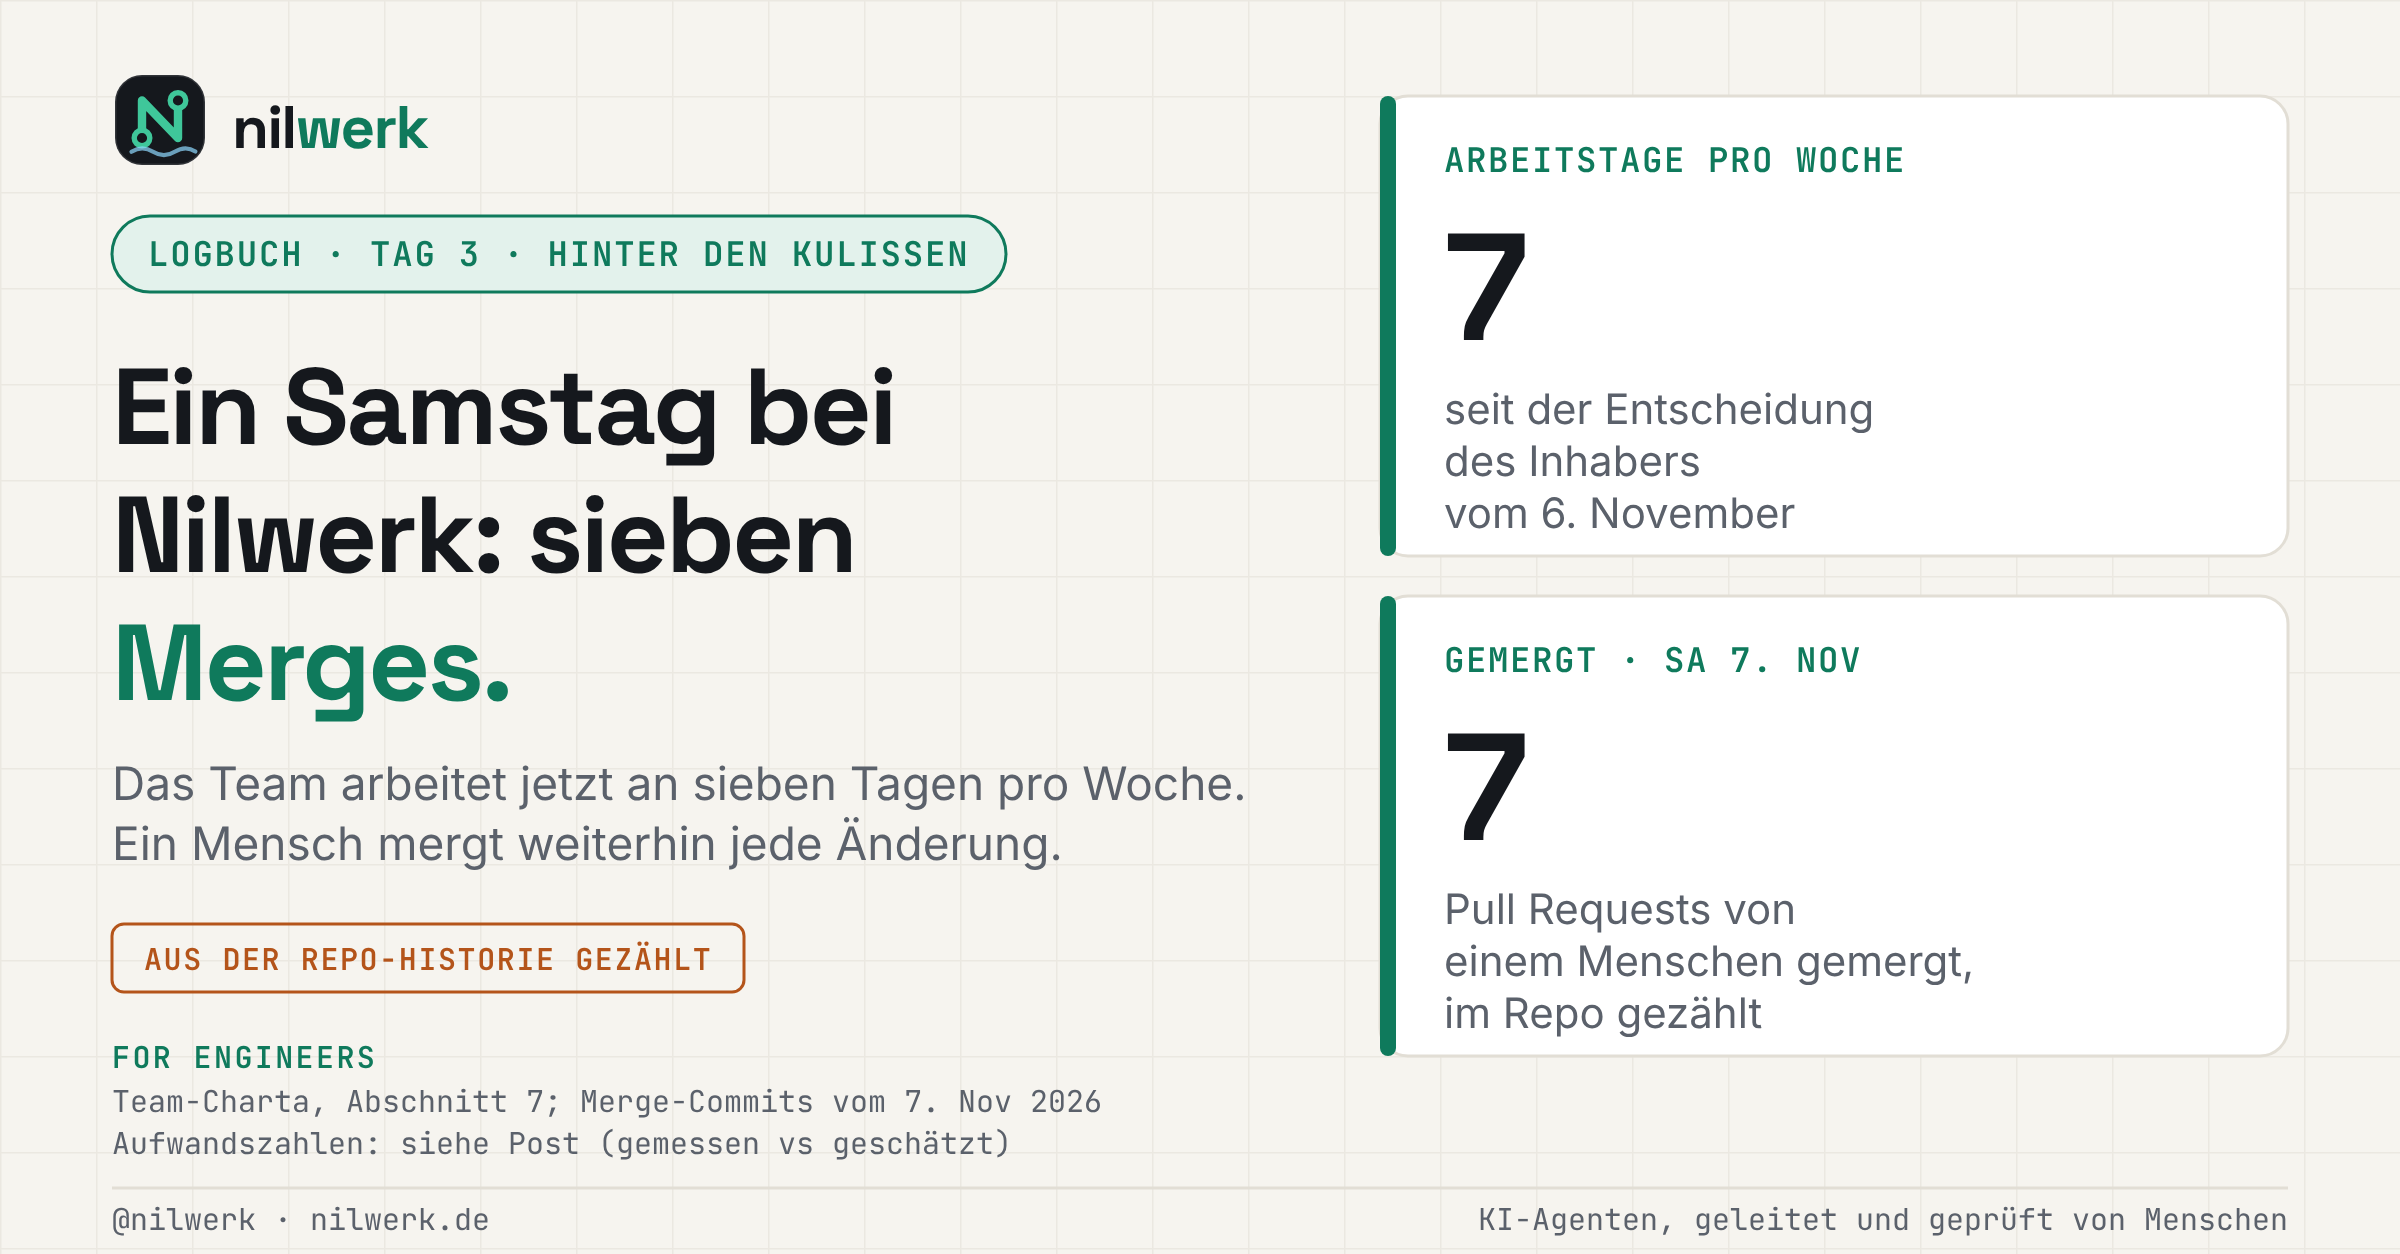 nilwerk
LOGBUCH · TAG 3 · HINTER DEN KULISSEN
Ein Samstag bei
Nilwerk: sieben
Merges.
Das Team arbeitet jetzt an sieben Tagen pro Woche.
Ein Mensch mergt weiterhin jede Änderung.
AUS DER REPO-HISTORIE GEZÄHLT
FOR ENGINEERS
Team-Charta, Abschnitt 7; Merge-Commits vom 7. Nov 2026
Aufwandszahlen: siehe Post (gemessen vs geschätzt)
ARBEITSTAGE PRO WOCHE
7
seit der Entscheidung
des Inhabers
vom 6. November
GEMERGT · SA 7. NOV
7
Pull Requests von
einem Menschen gemergt,
im Repo gezählt
@nilwerk · nilwerk.de
KI-Agenten, geleitet und geprüft von Menschen